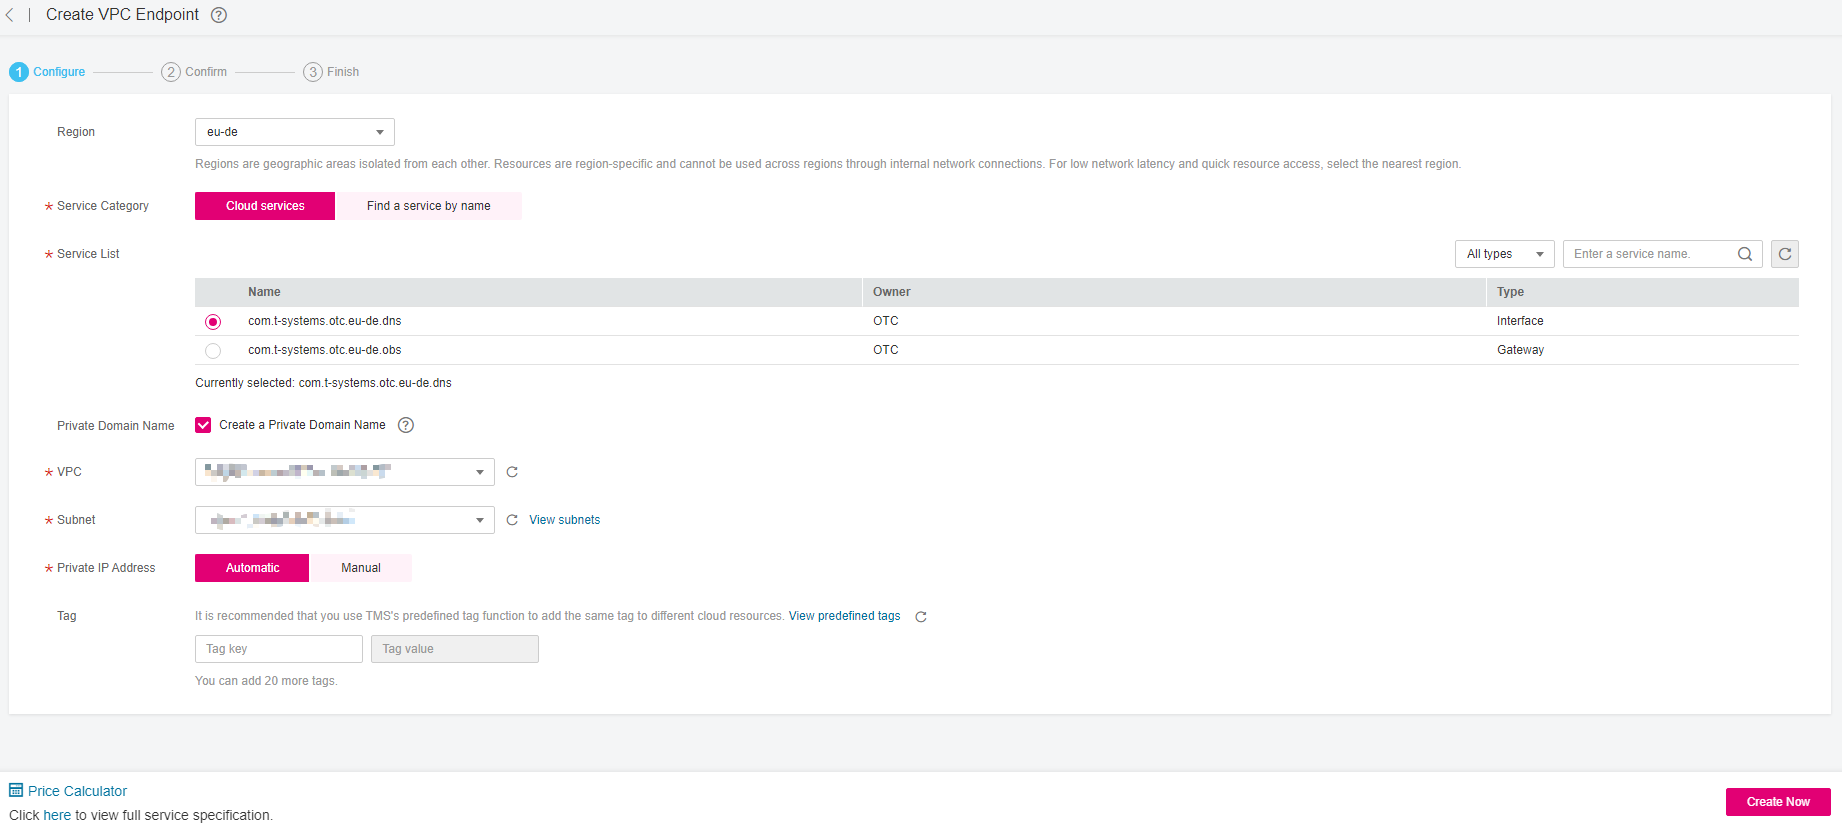 Create VPC Endpoint ?
1 Configure 2 Confirm 3 Finish
Region eu-de
Regions are geographic areas isolated from each other. Resources are region-specific and cannot be used across regions through internal network connections. For low network latency and quick resource access, select the nearest region.
* Service Category Cloud services Find a service by name
* Service List All types Enter a service name.
Name Owner Type
com.t-systems.otc.eu-de.dns OTC Interface
com.t-systems.otc.eu-de.obs OTC Gateway
Currently selected: com.t-systems.otc.eu-de.dns
Private Domain Name Create a Private Domain Name ?
* VPC
* Subnet View subnets
* Private IP Address Automatic Manual
Tag It is recommended that you use TMS's predefined tag function to add the same tag to different cloud resources. View predefined tags
Tag key Tag value
You can add 20 more tags.
Price Calculator
Click here to view full service specification.
Create Now